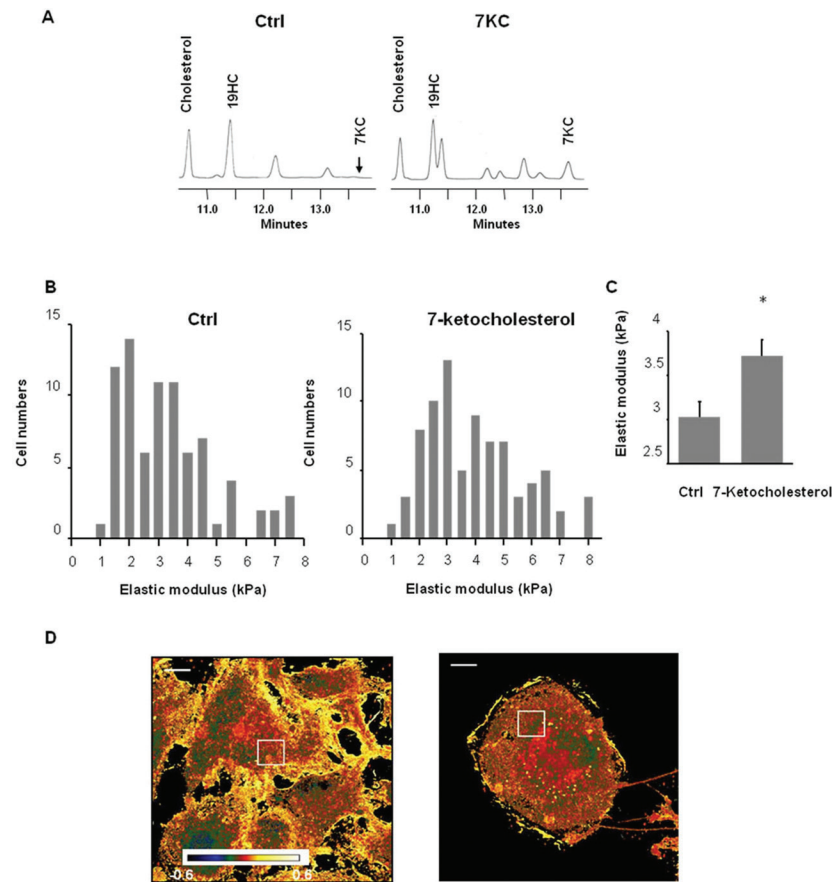 A
Ctrl
7KC
Cholesterol
19HC
7KC
Cholesterol
19HC
7KC
11.0 12.0 13.0
Minutes
11.0 12.0 13.0
Minutes
B
Ctrl
15
10
5
0
Cell numbers
0 1 2 3 4 5 6 7 8
Elastic modulus (kPa)
7-ketocholesterol
15
10
5
0
Cell numbers
0 1 2 3 4 5 6 7 8
Elastic modulus (kPa)
C
*
4
3.5
3
2.5
Elastic modulus (kPa)
Ctrl 7-Ketocholesterol
D
-0.6 0.6